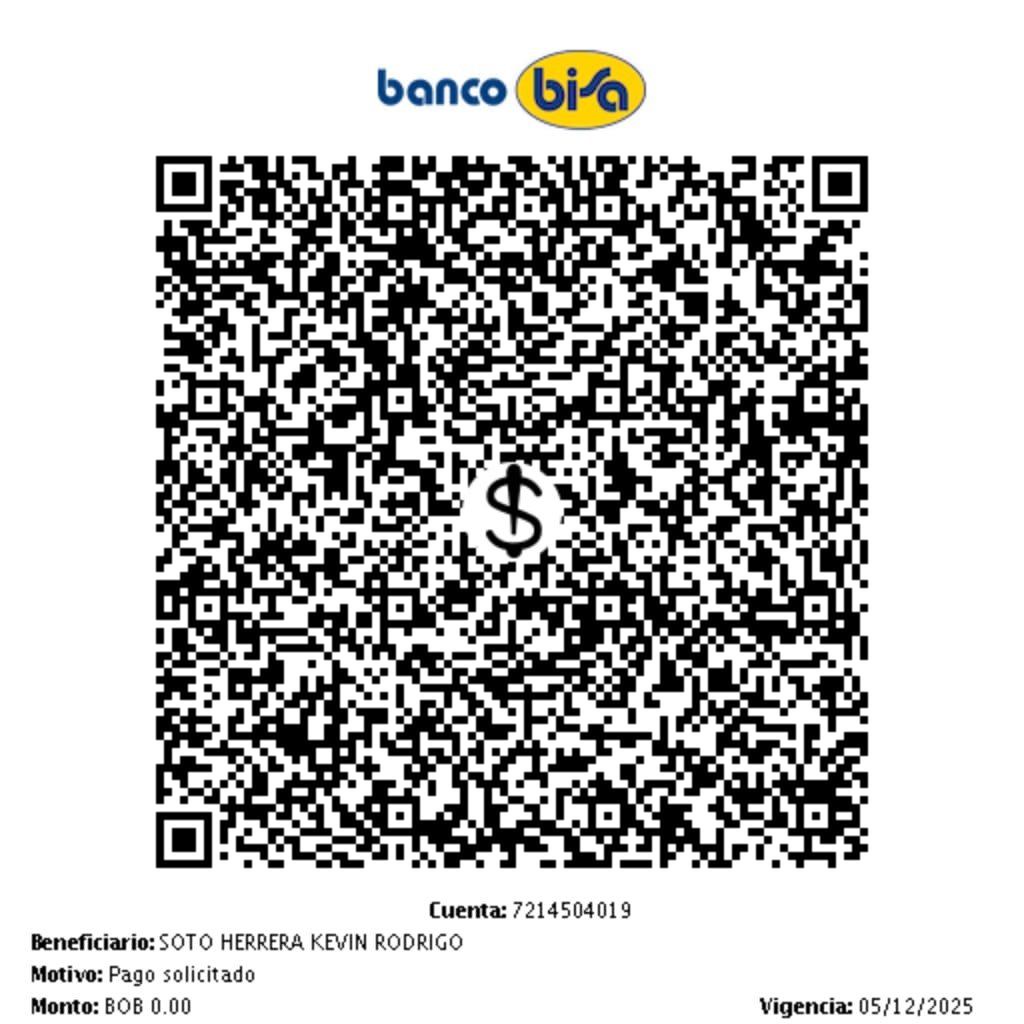 banco bisa
$
Cuenta: 7214504019
Beneficiario: SOTO HERRERA KEVIN RODRIGO
Motivo: Pago solicitado
Monto: BOB 0.00 Vigencia: 05/12/2025